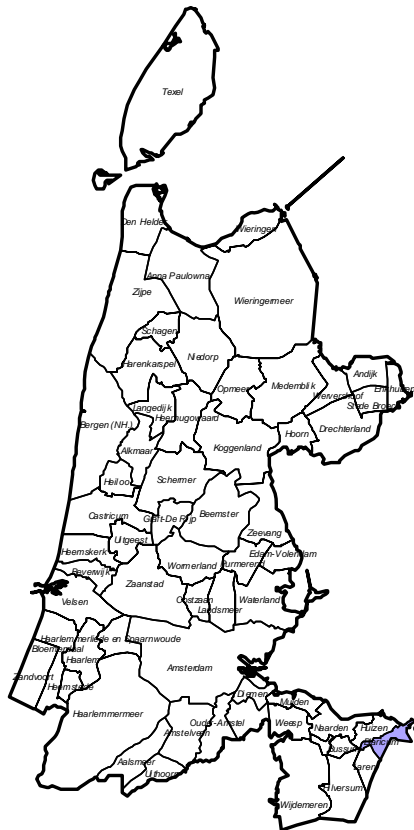 Texel
Den Helder
Wieringen
Anna Paulowna
Zijpe
Wieringermeer
Schagen
Niedorp
Harenkarspel
Andijk
Opmeer
Medemblik
Enkhuizen
Wervershoof
Stede Broec
Langedijk
Heerhugowaard
Bergen (NH.)
Drechterland
Hoorn
Koggenland
Alkmaar
Heiloo
Schermer
Beemster
Castricum
Graft-De Rijp
Zeevang
Uitgeest
Heemskerk
Edam-Volendam
Purmerend
Wormerland
Beverwijk
Zaanstad
Velsen
Oostzaan
Waterland
Landsmeer
Haarlemmerliede en Spaarnwoude
Bloemendaal
Haarlem
Amsterdam
Zandvoort
Heemstede
Diemen
Muiden
Haarlemmermeer
Ouder-Amstel
Weesp
Naarden
Huizen
Amstelveen
Bussum
Blaricum
Aalsmeer
Laren
Uithoorn
Hilversum
Wijdemeren